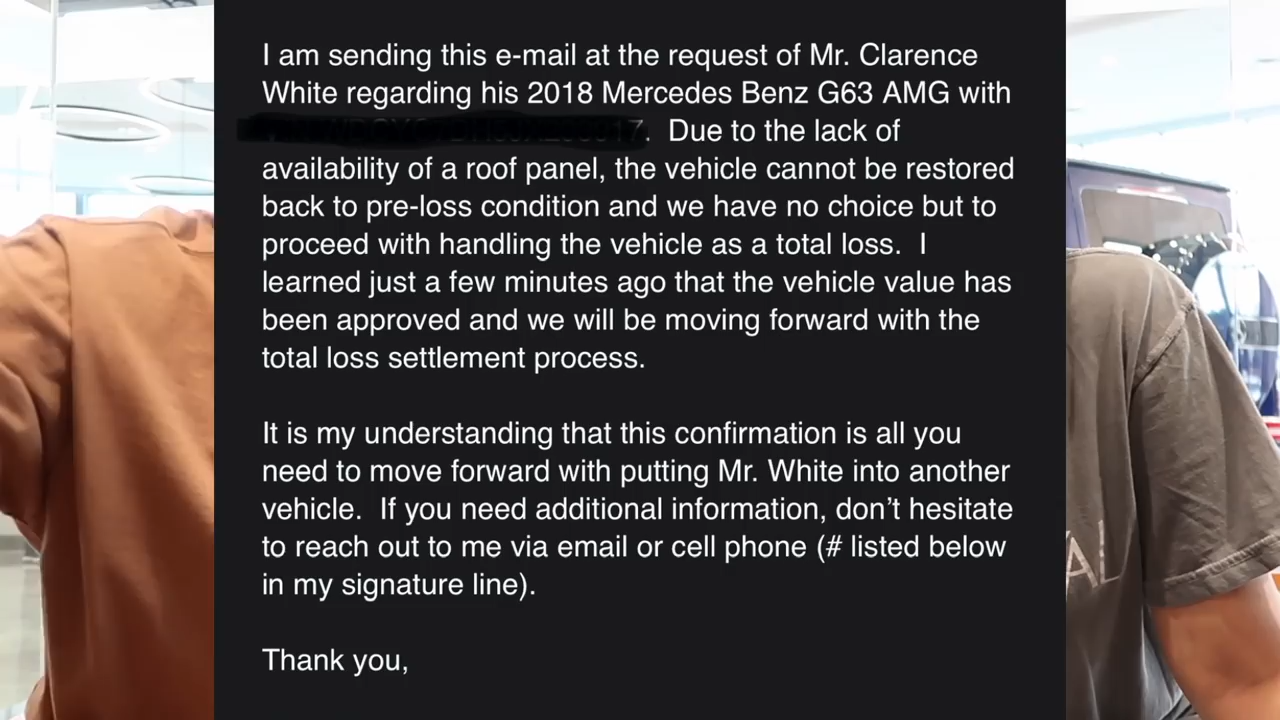 I am sending this e-mail at the request of Mr. Clarence
White regarding his 2018 Mercedes Benz G63 AMG with
. Due to the lack of
availability of a roof panel, the vehicle cannot be restored
back to pre-loss condition and we have no choice but to
proceed with handling the vehicle as a total loss.  I
learned just a few minutes ago that the vehicle value has
been approved and we will be moving forward with the
total loss settlement process.
It is my understanding that this confirmation is all you
need to move forward with putting Mr. White into another
vehicle.  If you need additional information, don’t hesitate
to reach out to me via email or cell phone (# listed below
in my signature line).
Thank you,